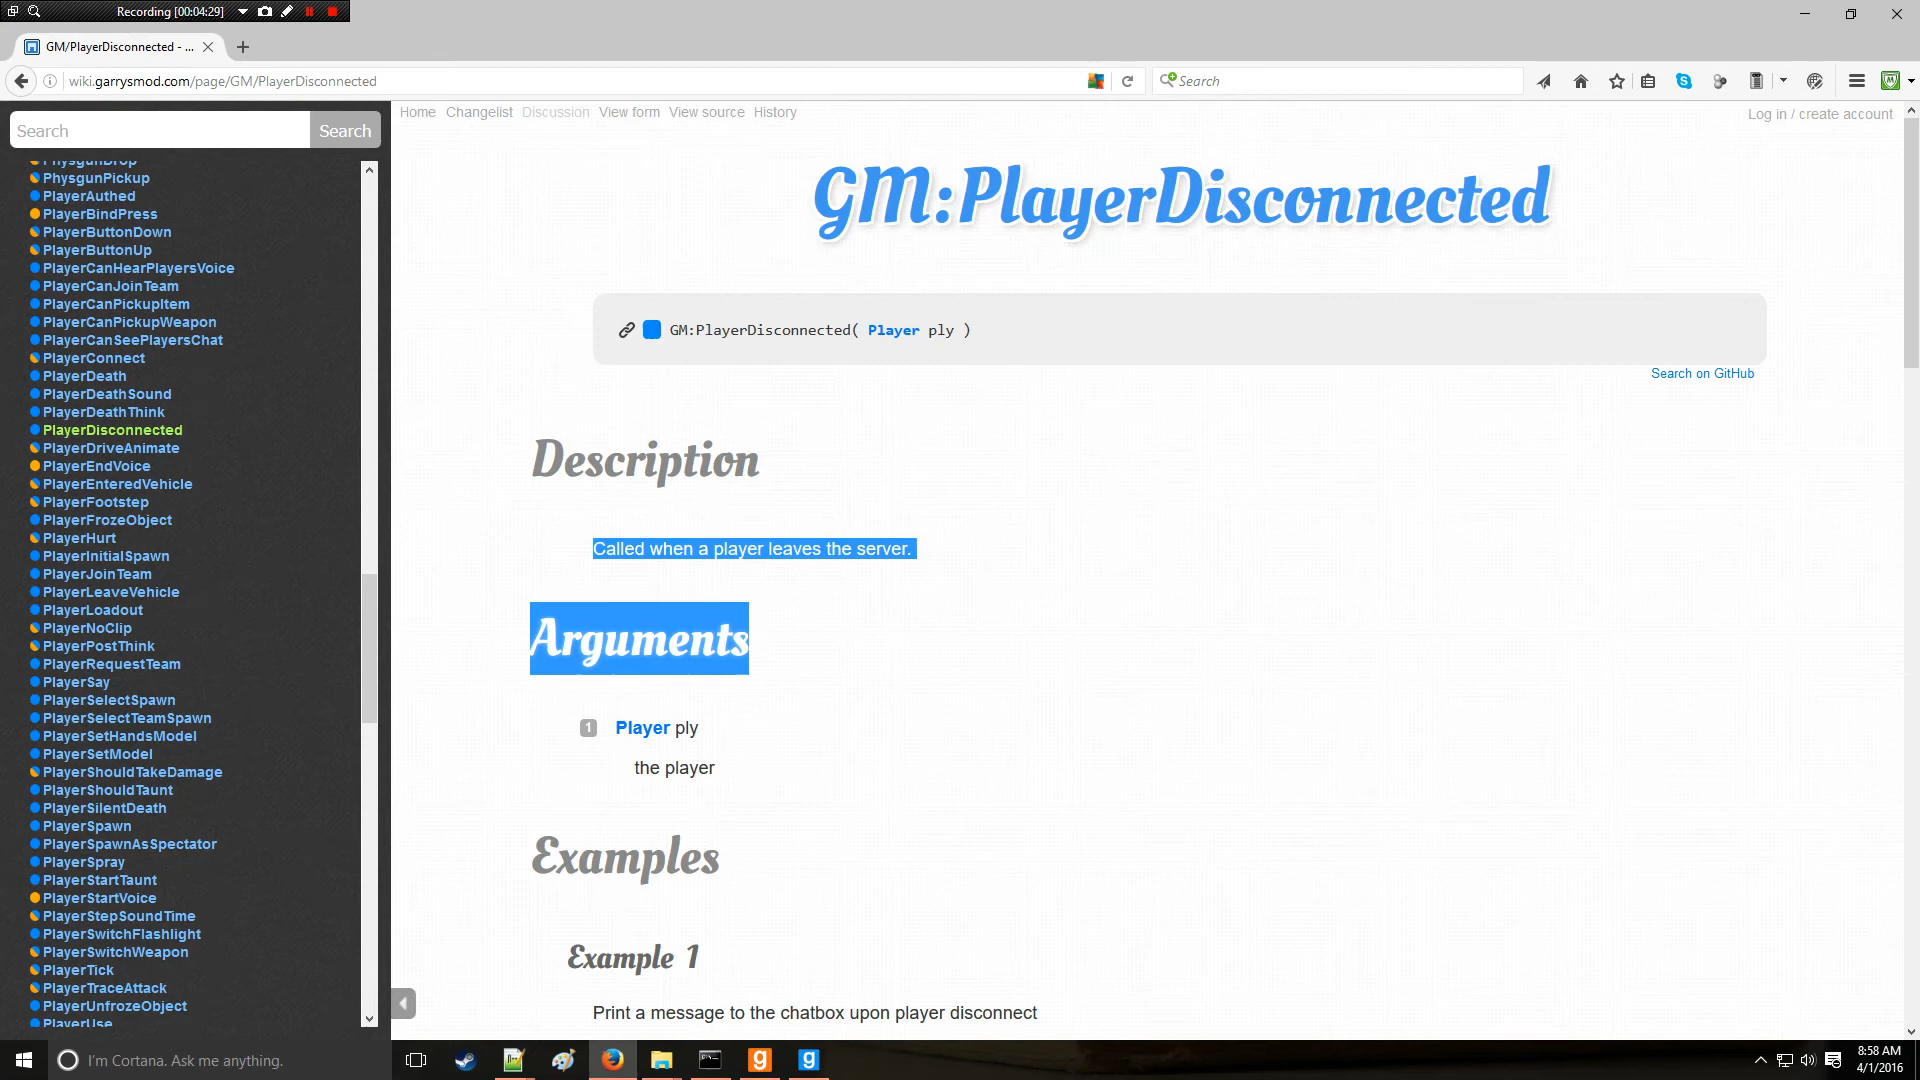 Recording [00:04:29]
GM/PlayerDisconnected - ...
wiki.garrysmod.com/page/GM/PlayerDisconnected
Search
Search
Search
Home Changelist Discussion View form View source History
Log in / create account
PhysgunDrop
PhysgunPickup
PlayerAuthed
PlayerBindPress
PlayerButtonDown
PlayerButtonUp
PlayerCanHearPlayersVoice
PlayerCanJoinTeam
PlayerCanPickupItem
PlayerCanPickupWeapon
PlayerCanSeePlayersChat
PlayerConnect
PlayerDeath
PlayerDeathSound
PlayerDeathThink
PlayerDisconnected
PlayerDriveAnimate
PlayerEndVoice
PlayerEnteredVehicle
PlayerFootstep
PlayerFrozeObject
PlayerHurt
PlayerInitialSpawn
PlayerJoinTeam
PlayerLeaveVehicle
PlayerLoadout
PlayerNoClip
PlayerPostThink
PlayerRequestTeam
PlayerSay
PlayerSelectSpawn
PlayerSelectTeamSpawn
PlayerSetHandsModel
PlayerSetModel
PlayerShouldTakeDamage
PlayerShouldTaunt
PlayerSilentDeath
PlayerSpawn
PlayerSpawnAsSpectator
PlayerSpray
PlayerStartTaunt
PlayerStartVoice
PlayerStepSoundTime
PlayerSwitchFlashlight
PlayerSwitchWeapon
PlayerTick
PlayerTraceAttack
PlayerUnfrozeObject
PlayerUse
GM:PlayerDisconnected
GM:PlayerDisconnected( Player ply )
Search on GitHub
Description
Called when a player leaves the server.
Arguments
1 Player ply
the player
Examples
Example 1
Print a message to the chatbox upon player disconnect
I'm Cortana. Ask me anything.
8:58 AM
4/1/2016